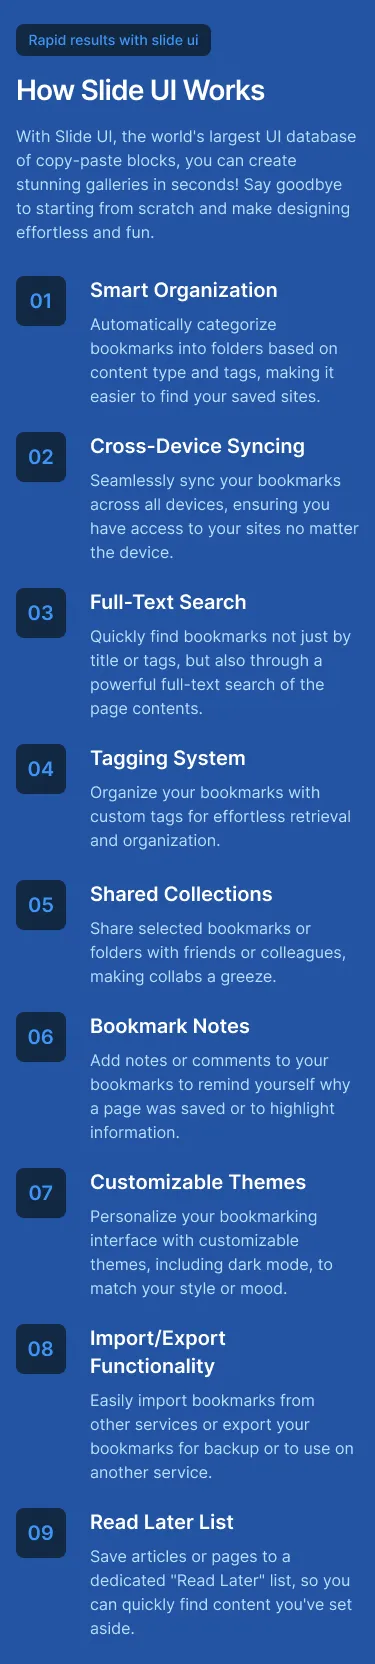 Rapid results with slide ui
How Slide UI Works
With Slide UI, the world's largest UI database
of copy-paste blocks, you can create
stunning galleries in seconds! Say goodbye
to starting from scratch and make designing
effortless and fun.
01
Smart Organization
Automatically categorize
bookmarks into folders based on
content type and tags, making it
easier to find your saved sites.
02
Cross-Device Syncing
Seamlessly sync your bookmarks
across all devices, ensuring you
have access to your sites no matter
the device.
03
Full-Text Search
Quickly find bookmarks not just by
title or tags, but also through a
powerful full-text search of the
page contents.
04
Tagging System
Organize your bookmarks with
custom tags for effortless retrieval
and organization.
05
Shared Collections
Share selected bookmarks or
folders with friends or colleagues,
making collabs a greeze.
06
Bookmark Notes
Add notes or comments to your
bookmarks to remind yourself why
a page was saved or to highlight
information.
07
Customizable Themes
Personalize your bookmarking
interface with customizable
themes, including dark mode, to
match your style or mood.
08
Import/Export
Functionality
Easily import bookmarks from
other services or export your
bookmarks for backup or to use on
another service.
09
Read Later List
Save articles or pages to a
dedicated "Read Later" list, so you
can quickly find content you've set
aside.